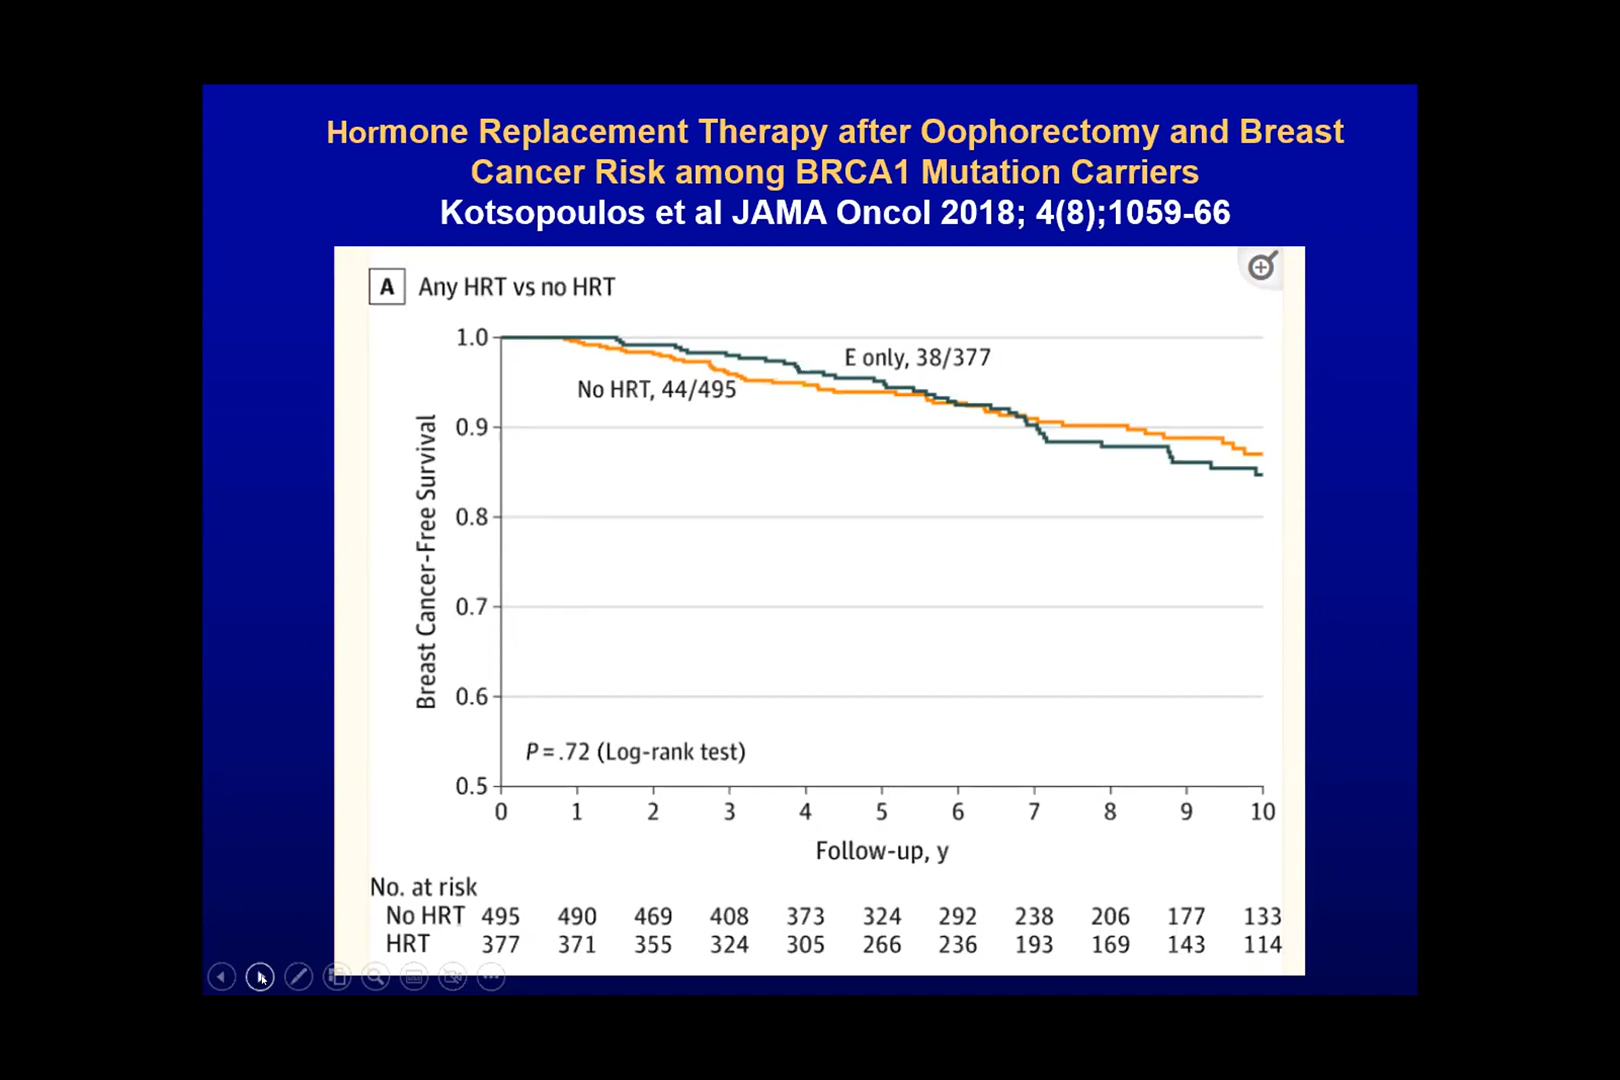 Hormone Replacement Therapy after Oophorectomy and Breast
Cancer Risk among BRCA1 Mutation Carriers
Kotsopoulos et al JAMA Oncol 2018; 4(8);1059-66
A Any HRT vs no HRT
1.0
0.9
0.8
0.7
0.6
0.5
Breast Cancer-Free Survival
E only, 38/377
No HRT, 44/495
P = .72 (Log-rank test)
0 1 2 3 4 5 6 7 8 9 10
Follow-up, y
No. at risk
No HRT 495 490 469 408 373 324 292 238 206 177 133
HRT 377 371 355 324 305 266 236 193 169 143 114